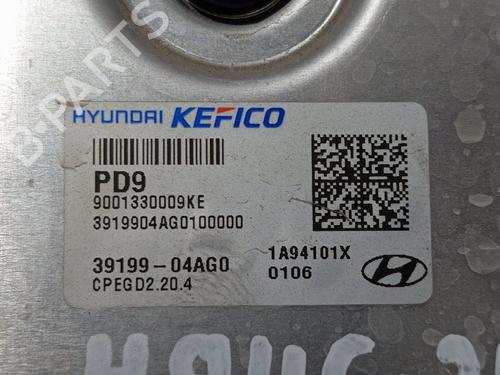 B-PARTS
HYUNDAI KEFICO
PD9
9001330009KE
3919904AG0100000
39199-04AG0
CPEGD2.20.4
1A94101X
0106